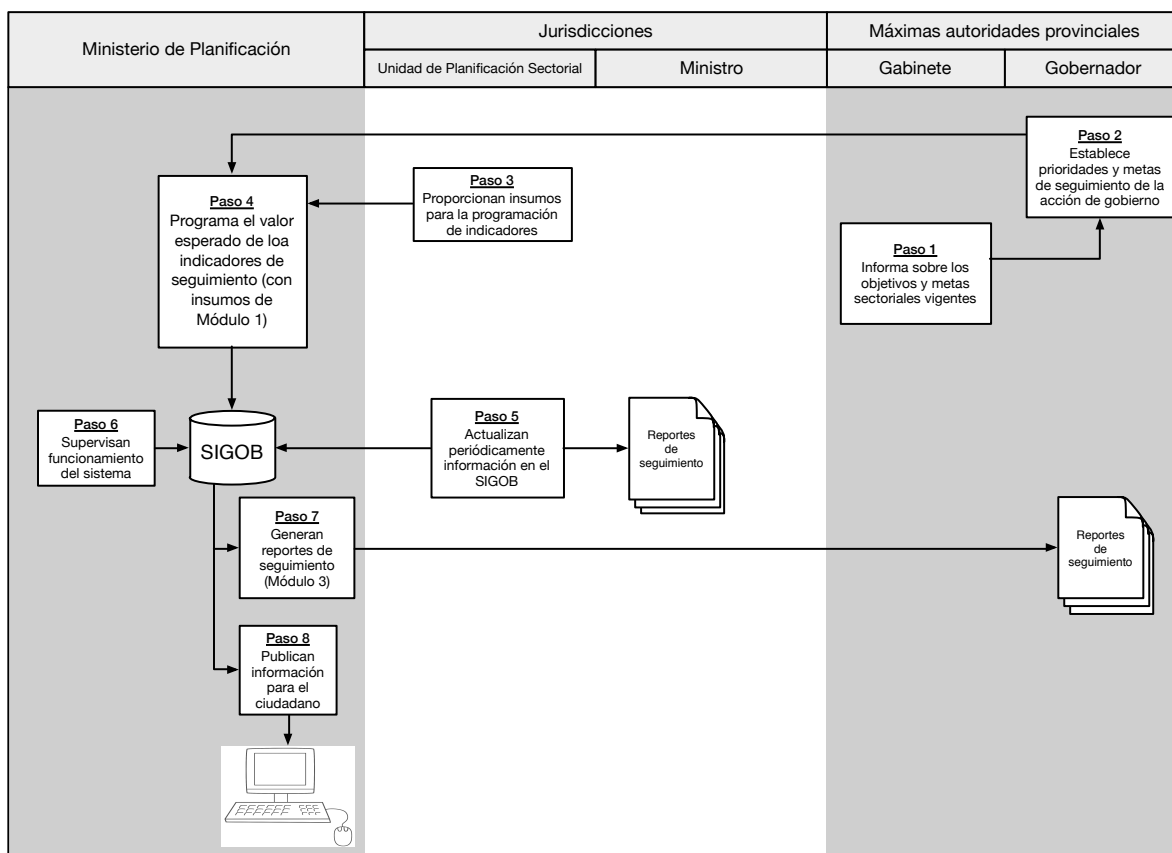 Ministerio de Planificación
Jurisdicciones
Máximas autoridades provinciales
Unidad de Planificación Sectorial
Ministro
Gabinete
Gobernador
Paso 2
Establece
prioridades y metas
de seguimiento de la
acción de gobierno
Paso 3
Proporcionan insumos
para la programación
de indicadores
Paso 4
Programa el valor
esperado de loa
indicadores de
seguimiento (con
insumos de
Módulo 1)
Paso 1
Informa sobre los
objetivos y metas
sectoriales vigentes
Paso 6
Supervisan
funcionamiento
del sistema
SIGOB
Paso 5
Actualizan
periódicamente
información en el
SIGOB
Reportes
de
seguimiento
Paso 7
Generan
reportes de
seguimiento
(Módulo 3)
Reportes
de
seguimiento
Paso 8
Publican
información
para el
ciudadano